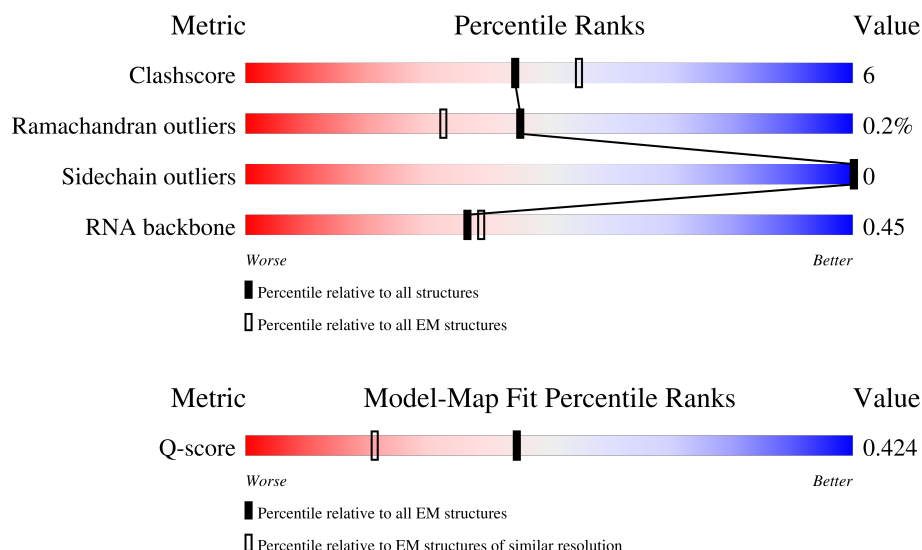 Metric Percentile Ranks Value
Clashscore 6
Ramachandran outliers 0.2%
Sidechain outliers 0
RNA backbone 0.45
Worse Better
Percentile relative to all structures
Percentile relative to all EM structures
Metric Model-Map Fit Percentile Ranks Value
Q-score 0.424
Worse Better
Percentile relative to all EM structures
Percentile relative to EM structures of similar resolution